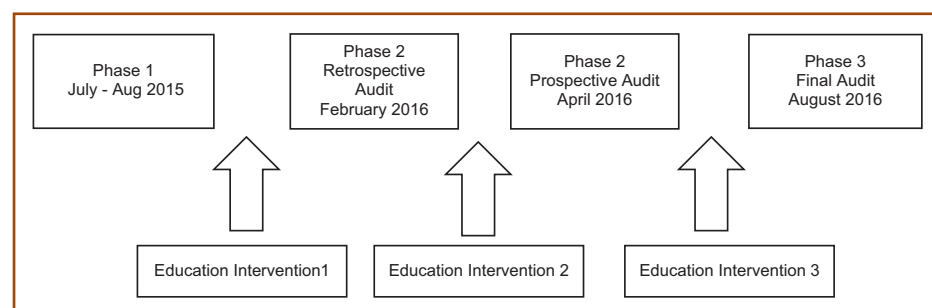 Phase 1
July - Aug 2015
Phase 2
Retrospective
Audit
February 2016
Phase 2
Prospective Audit
April 2016
Phase 3
Final Audit
August 2016
Education Intervention1
Education Intervention 2
Education Intervention 3